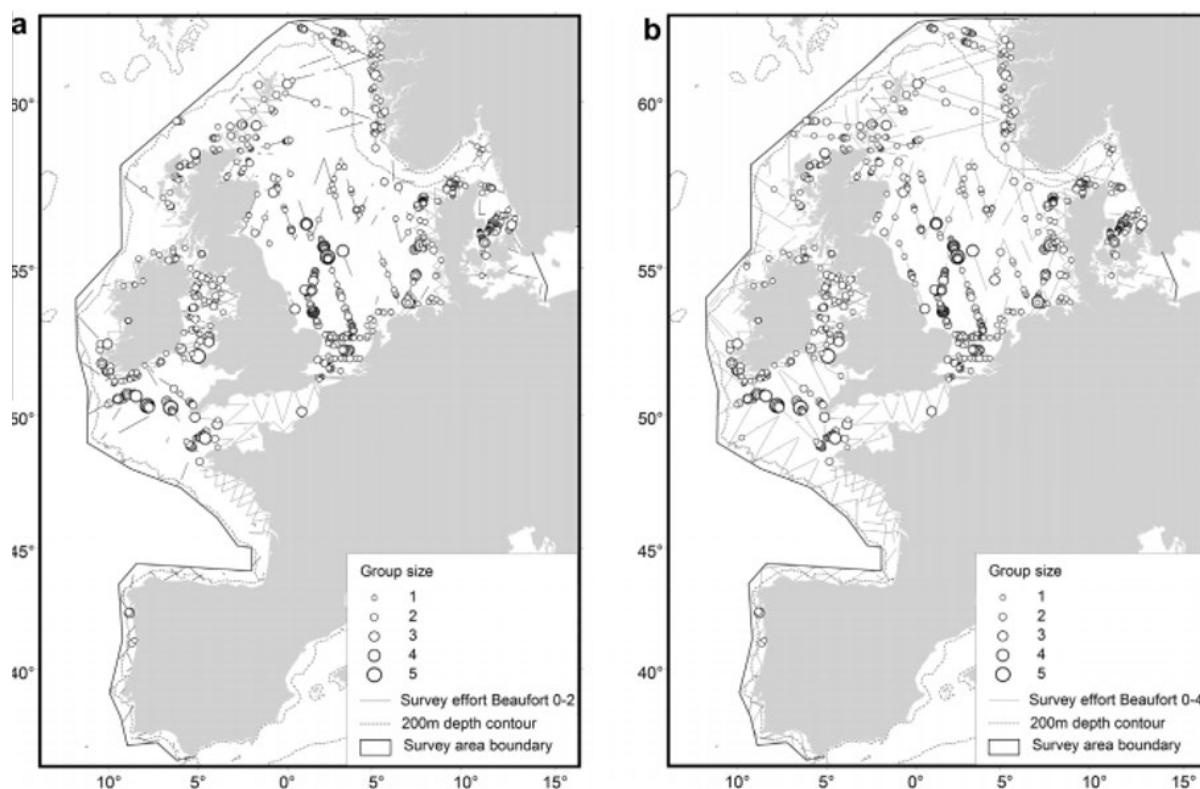 a
b
60°
60°
55°
55°
50°
50°
45°
45°
40°
40°
Group size
1
2
3
4
5
Survey effort Beaufort 0-2
200m depth contour
Survey area boundary
Group size
1
2
3
4
5
Survey effort Beaufort 0-4
200m depth contour
Survey area boundary
10° 5° 0° 5° 10° 15°
10° 5° 0° 5° 10° 15°